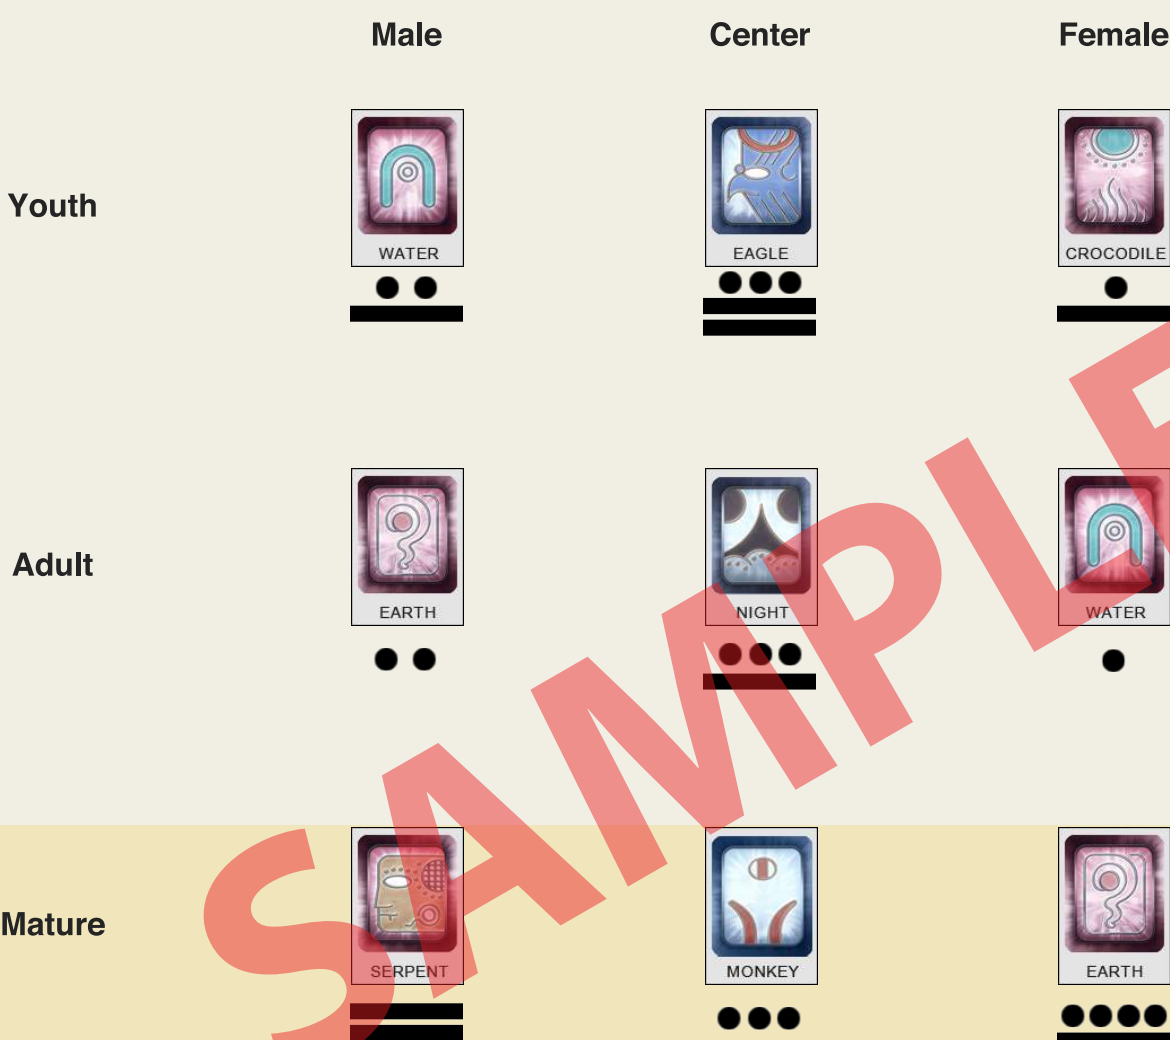 Male Center Female
Youth
WATER EAGLE CROCODILE
Adult
EARTH NIGHT WATER
Mature
SERPENT MONKEY EARTH
SAMPLE